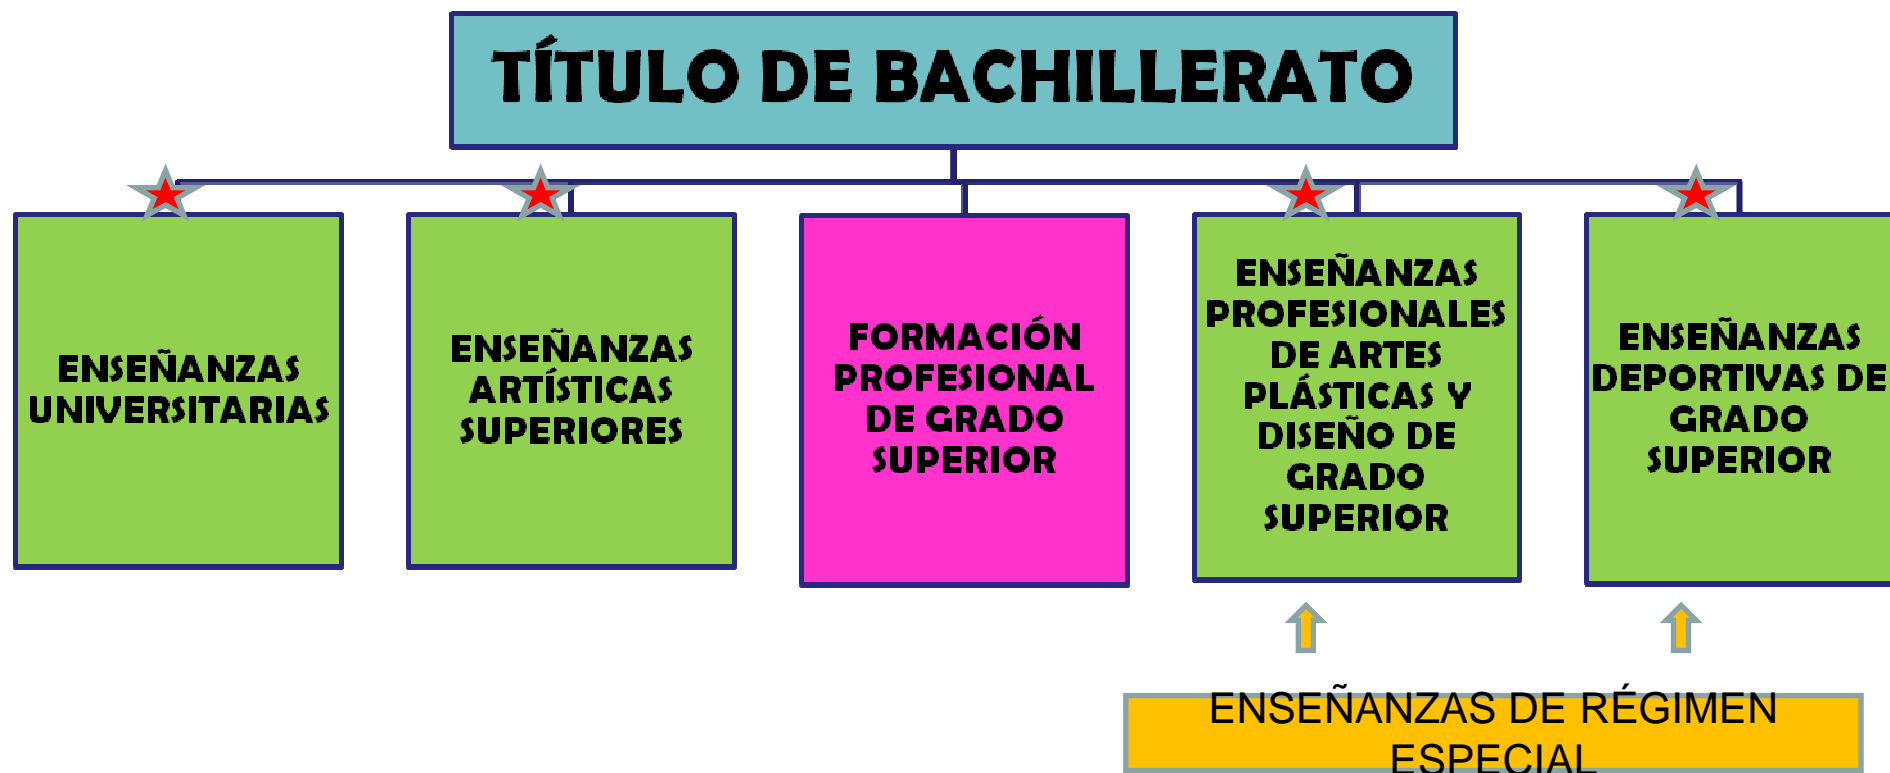 TÍTULO DE BACHILLERATO
ENSEÑANZAS
UNIVERSITARIAS
ENSEÑANZAS
ARTÍSTICAS
SUPERIORES
FORMACIÓN
PROFESIONAL
DE GRADO
SUPERIOR
ENSEÑANZAS
PROFESIONALES
DE ARTES
PLÁSTICAS Y
DISEÑO DE
GRADO
SUPERIOR
ENSEÑANZAS
DEPORTIVAS DE
GRADO
SUPERIOR
ENSEÑANZAS DE RÉGIMEN
ESPECIAL